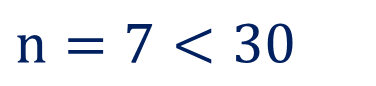 n = 7 < 30